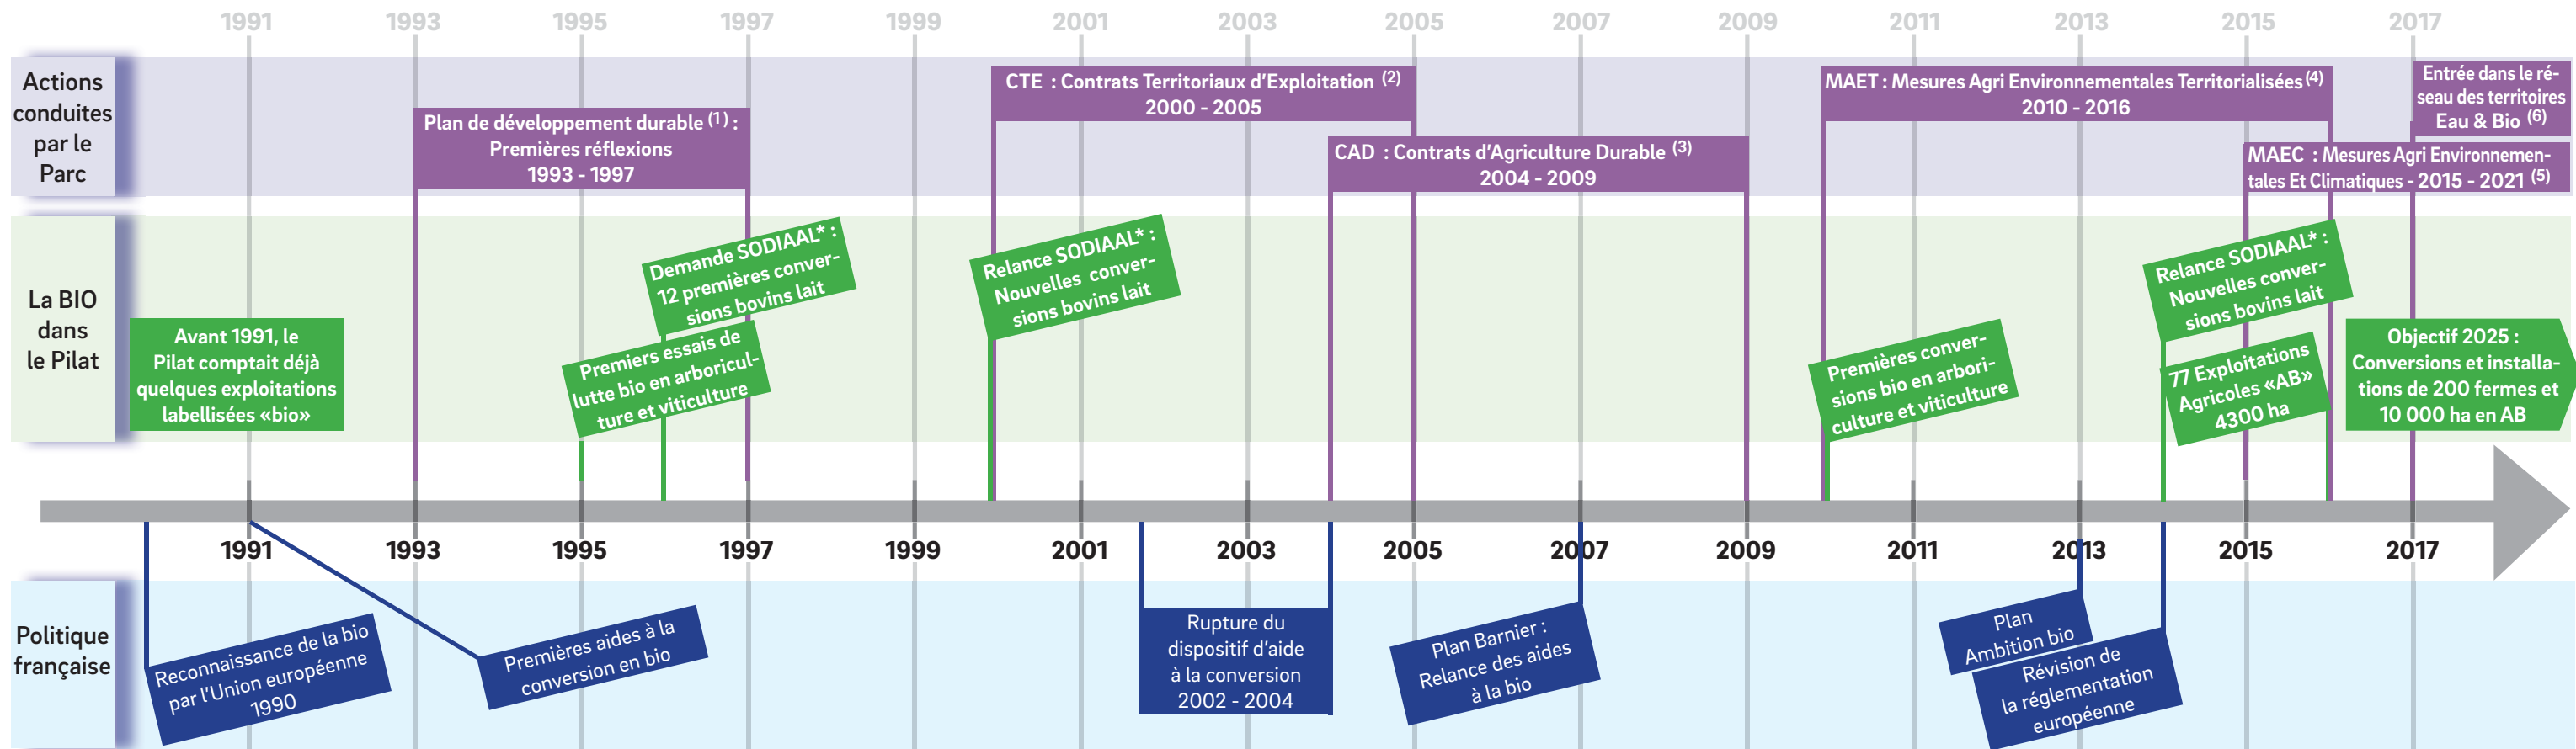 1991 1993 1995 1997 1999 2001 2003 2005 2007 2009 2011 2013 2015 2017
Actions
conduites
par le
Parc
Plan de développement durable (1) :
Premières réflexions
1993 - 1997
CTE : Contrats Territoriaux d'Exploitation (2)
2000 - 2005
CAD : Contrats d'Agriculture Durable (3)
2004 - 2009
MAET : Mesures Agri Environnementales Territorialisées (4)
2010 - 2016
Entrée dans le ré-
seau des territoires
Eau & Bio (6)
MAEC : Mesures Agri Environnemen-
tales Et Climatiques - 2015 - 2021 (5)
La BIO
dans
le Pilat
Avant 1991, le
Pilat comptait déjà
quelques exploitations
labellisées «bio»
Demande SODIAAL* :
12 premières conver-
sions bovins lait
Premiers essais de
lutte bio en arboricul-
ture et viticulture
Relance SODIAAL* :
Nouvelles conver-
sions bovins lait
Premières conver-
sions bio en arbori-
culture et viticulture
Relance SODIAAL* :
Nouvelles conver-
sions bovins lait
77 Exploitations
Agricoles «AB»
4300 ha
Objectif 2025 :
Conversions et installa-
tions de 200 fermes et
10 000 ha en AB
1991 1993 1995 1997 1999 2001 2003 2005 2007 2009 2011 2013 2015 2017
Politique
française
Reconnaissance de la bio
par l'Union européenne
1990
Premières aides à la
conversion en bio
Rupture du
dispositif d'aide
à la conversion
2002 - 2004
Plan Barnier :
Relance des aides
à la bio
Plan
Ambition bio
Révision de
la réglementation
européenne